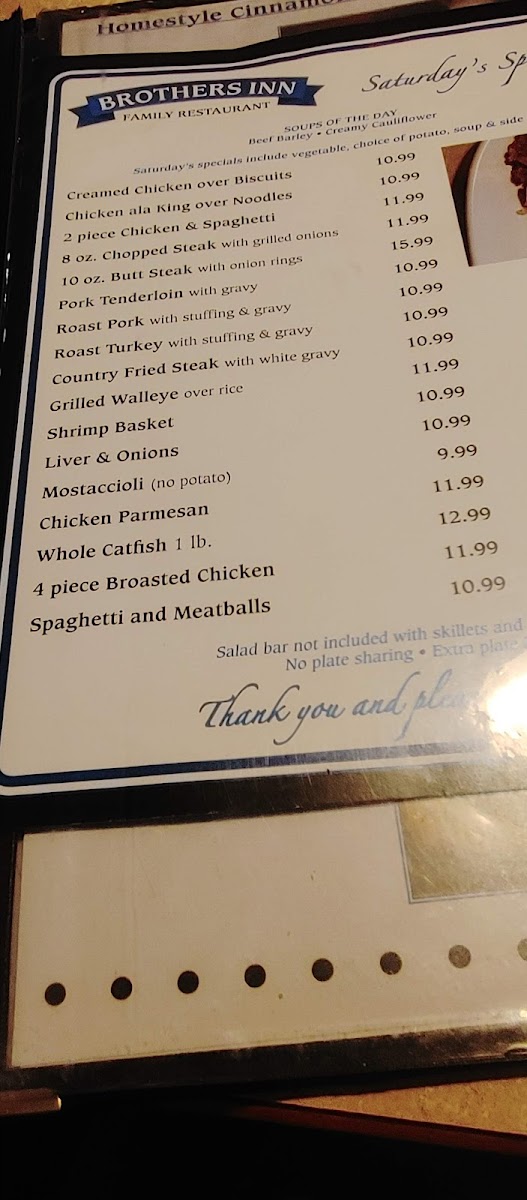 Homestyle Cinnamo
BROTHERS INN
FAMILY RESTAURANT
Saturday's Sp
SOUPS OF THE DAY
Beef Barley • Creamy Cauliflower
Saturday's specials include vegetable, choice of potato, soup & side
Creamed Chicken over Biscuits 10.99
Chicken ala King over Noodles 10.99
2 piece Chicken & Spaghetti 11.99
8 oz. Chopped Steak with grilled onions 11.99
10 oz. Butt Steak with onion rings 15.99
Pork Tenderloin with gravy 10.99
Roast Pork with stuffing & gravy 10.99
Roast Turkey with stuffing & gravy 10.99
Country Fried Steak with white gravy 10.99
Grilled Walleye over rice 11.99
Shrimp Basket 10.99
Liver & Onions 10.99
Mostaccioli (no potato) 9.99
Chicken Parmesan 11.99
Whole Catfish 1 lb. 12.99
4 piece Broasted Chicken 11.99
Spaghetti and Meatballs 10.99
Salad bar not included with skillets and
No plate sharing • Extra plate
Thank you and plea